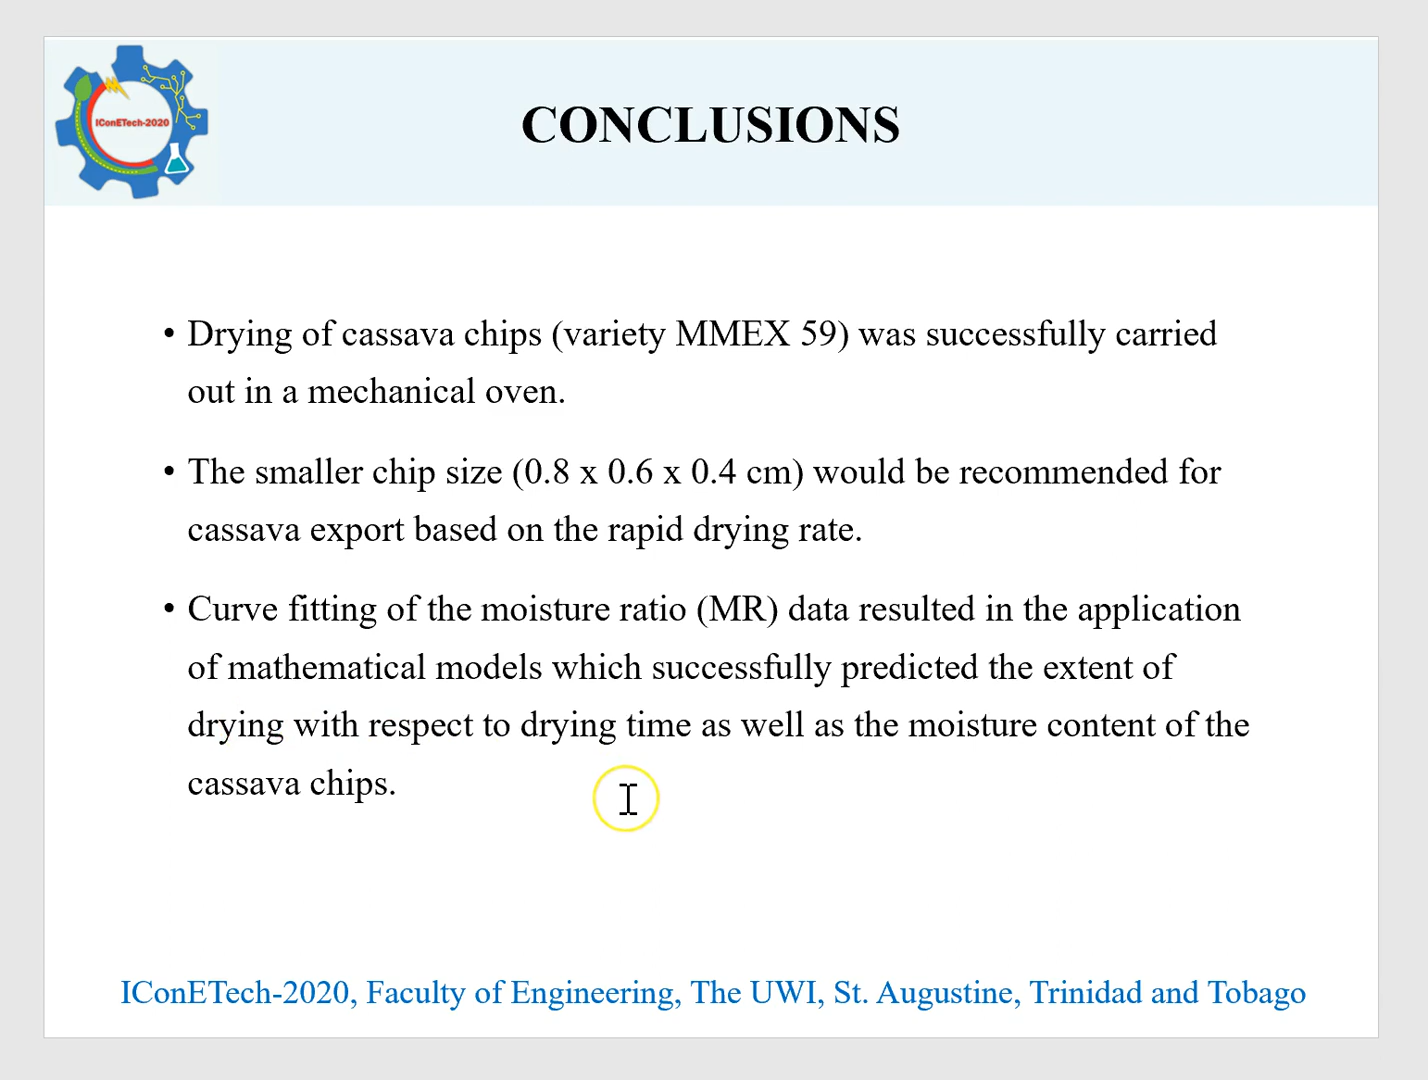 IConETech-2020
CONCLUSIONS
• Drying of cassava chips (variety MMEX 59) was successfully carried
out in a mechanical oven.
• The smaller chip size (0.8 x 0.6 x 0.4 cm) would be recommended for
cassava export based on the rapid drying rate.
• Curve fitting of the moisture ratio (MR) data resulted in the application
of mathematical models which successfully predicted the extent of
drying with respect to drying time as well as the moisture content of the
cassava chips.
IConETech-2020, Faculty of Engineering, The UWI, St. Augustine, Trinidad and Tobago